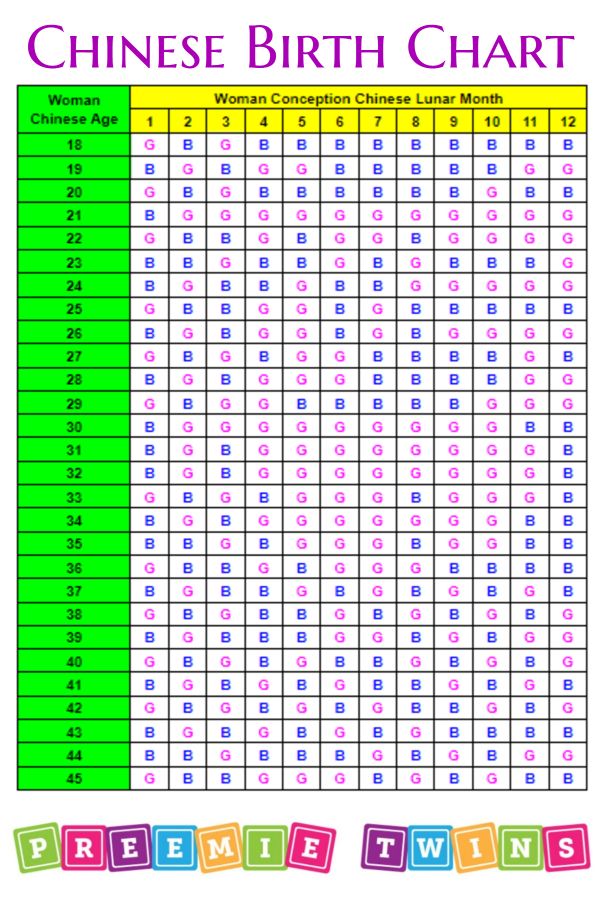 Chinese Birth Chart
Woman Chinese Age Woman Conception Chinese Lunar Month
1 2 3 4 5 6 7 8 9 10 11 12
18 G B G B B B B B B B B B
19 B G B G G B B B B B G G
20 G B G B B B B B B G B B
21 B G G G G G G G G G G G
22 G B B G B G G B G G G G
23 B B G B B G B G B B B G
24 B G B B G B B G G G G G
25 G B B G G B G B B B B B
26 B G B G G B G B G G G G
27 G B G B G G B B B B G B
28 B G B G G G B B B B G G
29 G B G G B B B B B G G G
30 B G G G G G G G G G B B
31 B G B G G G G G G G G B
32 B G B G G G G G G G G B
33 G B G B G G G B G G G B
34 B G B G G G G G G G B B
35 B B G B G G G B G G B B
36 G B B G B G G G B B B B
37 B G B B G B G B G B G B
38 G B G B B G B G B G B G
39 B G B B B G G B G B G G
40 G B G B G B B G B G B G
41 B G B G B G B B G B G B
42 G B G B G B G B B G B G
43 B G B G B G B G B B B B
44 B B G B B B G B G B G G
45 G B B G G G B G B G B B
PREEMIE TWINS